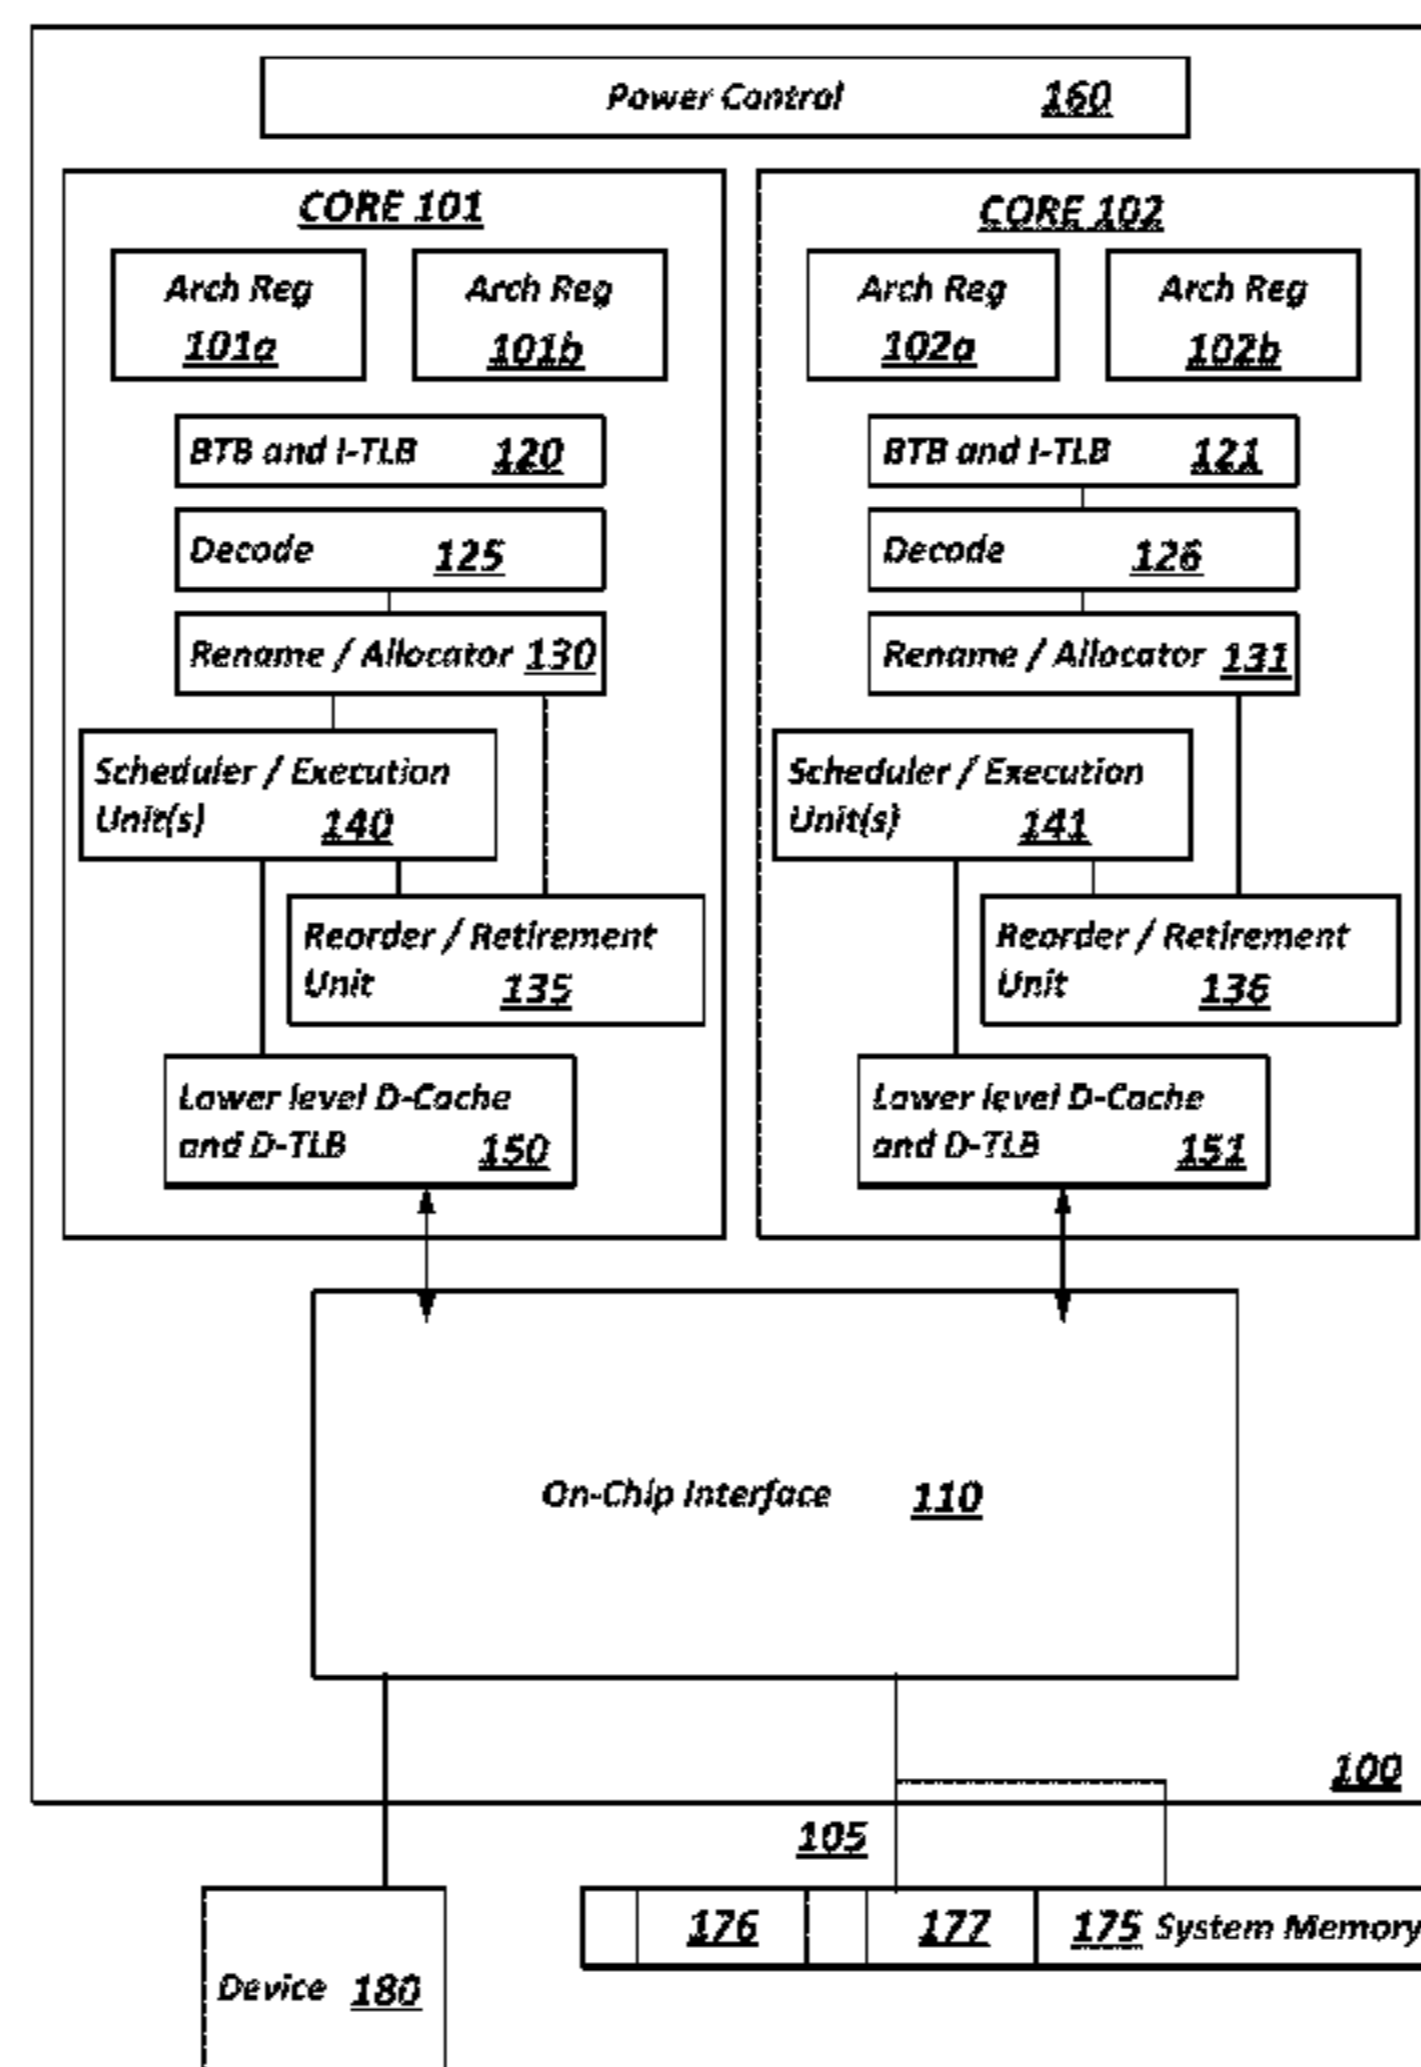 Power Control 160
CORE 101
Arch Reg
101a
Arch Reg
101b
BTB and I-TLB 120
Decode 125
Rename / Allocator 130
Scheduler / Execution
Unit(s) 140
Reorder / Retirement
Unit 135
Lower level D-Cache
and D-TLB 150
CORE 102
Arch Reg
102a
Arch Reg
102b
BTB and I-TLB 121
Decode 126
Rename / Allocator 131
Scheduler / Execution
Unit(s) 141
Reorder / Retirement
Unit 136
Lower level D-Cache
and D-TLB 151
On-Chip Interface 110
100
105
176 177 175 System Memory
Device 180